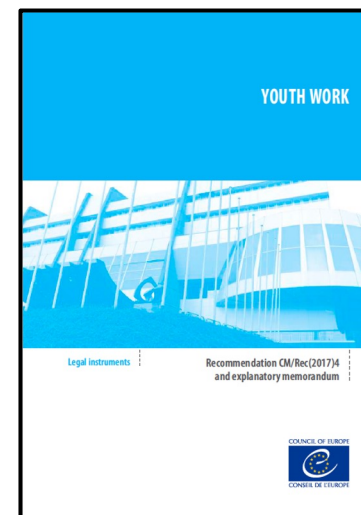 YOUTH WORK
Legal instruments
Recommendation CM/Rec(2017)4
and explanatory memorandum
COUNCIL OF EUROPE
CONSEIL DE L'EUROPE